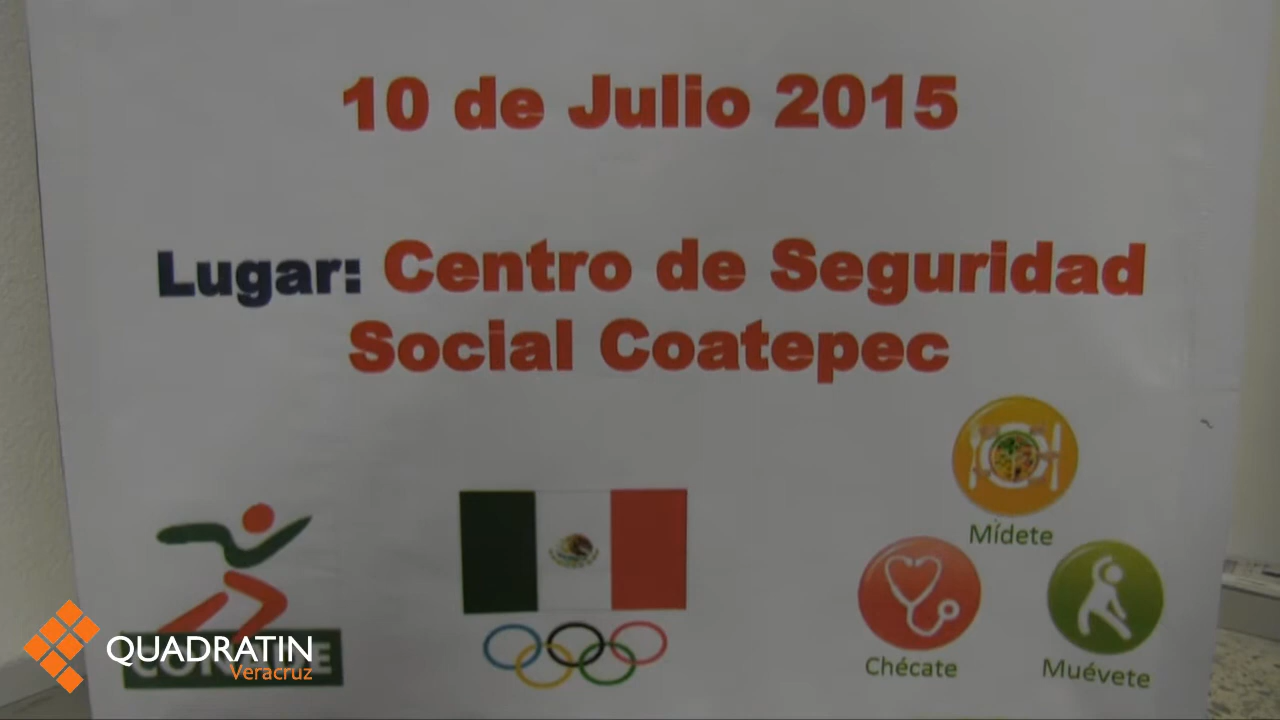 10 de Julio 2015
Lugar: Centro de Seguridad
Social Coatepec
Mídete
Chécate
Muévete
QUADRATIN
Veracruz